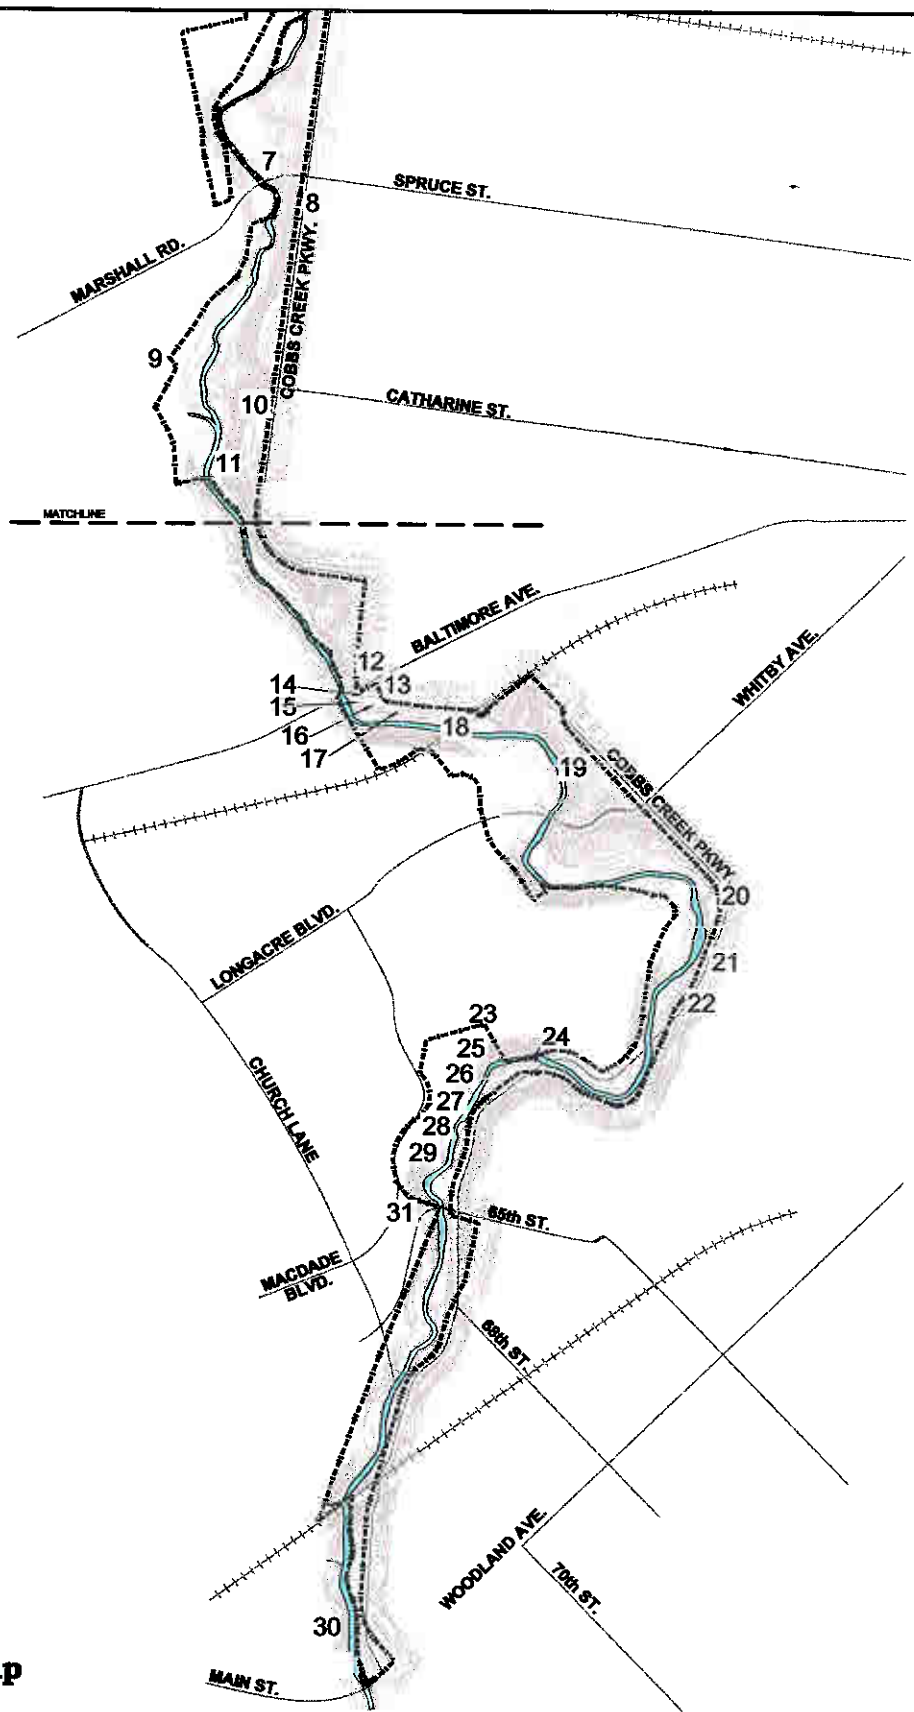 7
SPRUCE ST.
8
MARSHALL RD.
COBBS CREEK PKWY.
9
10
CATHARINE ST.
11
MATCHLINE
BALTIMORE AVE.
12
13
14
15
16
17
18
WHITBY AVE.
19
COBBS CREEK PKWY.
20
LONGACRE BLVD.
21
22
23
24
25
26
27
28
29
CHURCH LANE
31
65th ST.
MACDADE
BLVD.
68th ST.
WOODLAND AVE.
70th ST.
30
MAIN ST.